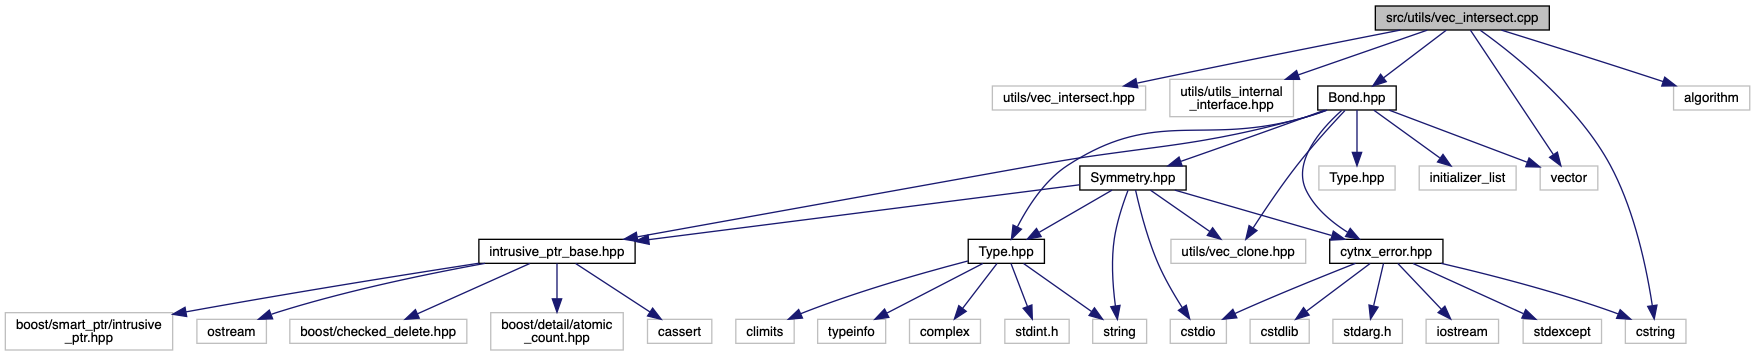 src/utils/vec_intersect.cpp
utils/vec_intersect.hpp
utils/utils_internal
_interface.hpp
Bond.hpp
algorithm
Symmetry.hpp
Type.hpp
initializer_list
vector
intrusive_ptr_base.hpp
Type.hpp
utils/vec_clone.hpp
cytnx_error.hpp
boost/smart_ptr/intrusive
_ptr.hpp
ostream
boost/checked_delete.hpp
boost/detail/atomic
_count.hpp
cassert
climits
typeinfo
complex
stdint.h
string
cstdio
cstdlib
stdarg.h
iostream
stdexcept
cstring